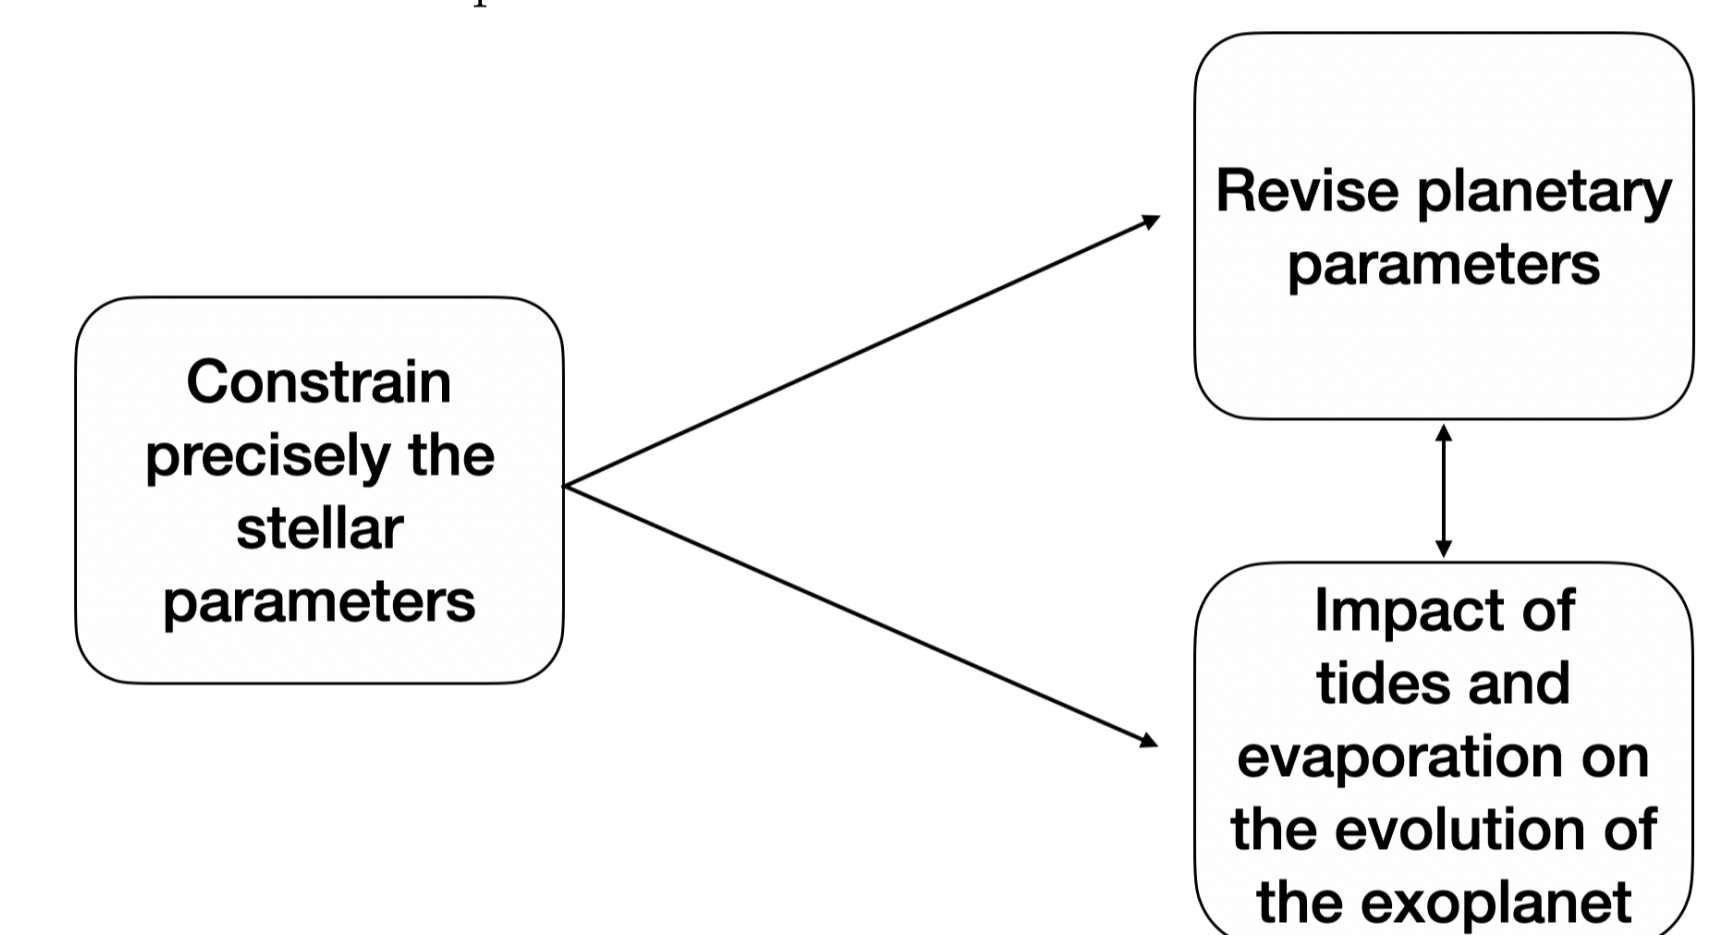 Constrain
precisely the
stellar
parameters
Revise planetary
parameters
Impact of
tides and
evaporation on
the evolution of
the exoplanet